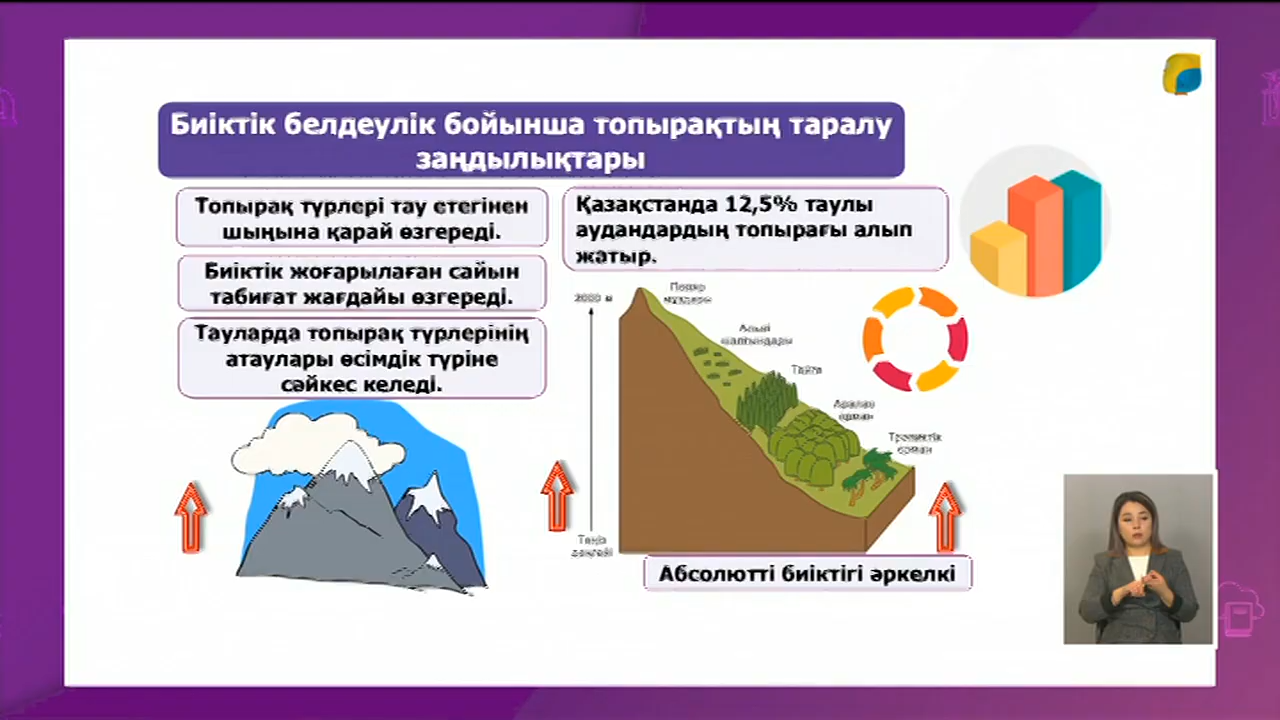 Биіктік белдеулік бойынша топырақтың таралу
заңдылықтары
Топырақ түрлері тау етегінен
шыңына қарай өзгереді.
Биіктік жоғарылаған сайын
табиғат жағдайы өзгереді.
Тауларда топырақ түрлерінің
атаулары өсімдік түріне
сәйкес келеді.
Қазақстанда 12,5% таулы
аудандардың топырағы алып
жатыр.
Альпі
шалғындары
Тайга
Аралас
орман
Тропиктік
орман
Теңіз
деңгейі
Абсолютті биіктігі әркелкі